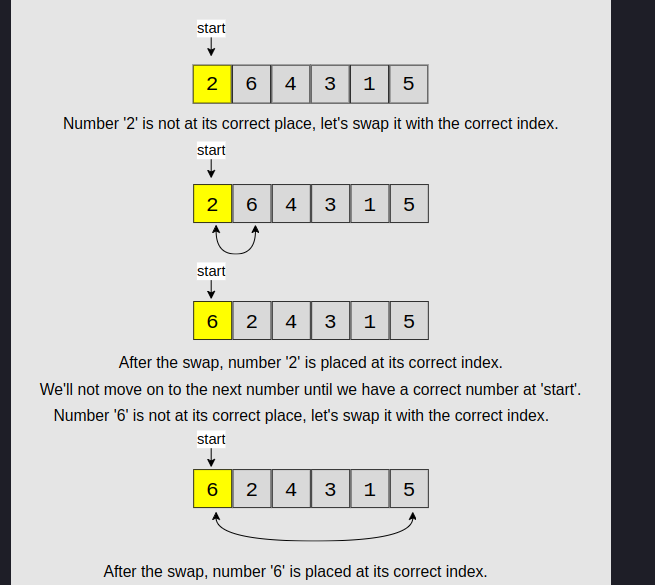 start
2 6 4 3 1 5
Number '2' is not at its correct place, let's swap it with the correct index.
start
2 6 4 3 1 5
start
6 2 4 3 1 5
After the swap, number '2' is placed at its correct index.
We'll not move on to the next number until we have a correct number at 'start'.
Number '6' is not at its correct place, let's swap it with the correct index.
start
6 2 4 3 1 5
After the swap, number '6' is placed at its correct index.